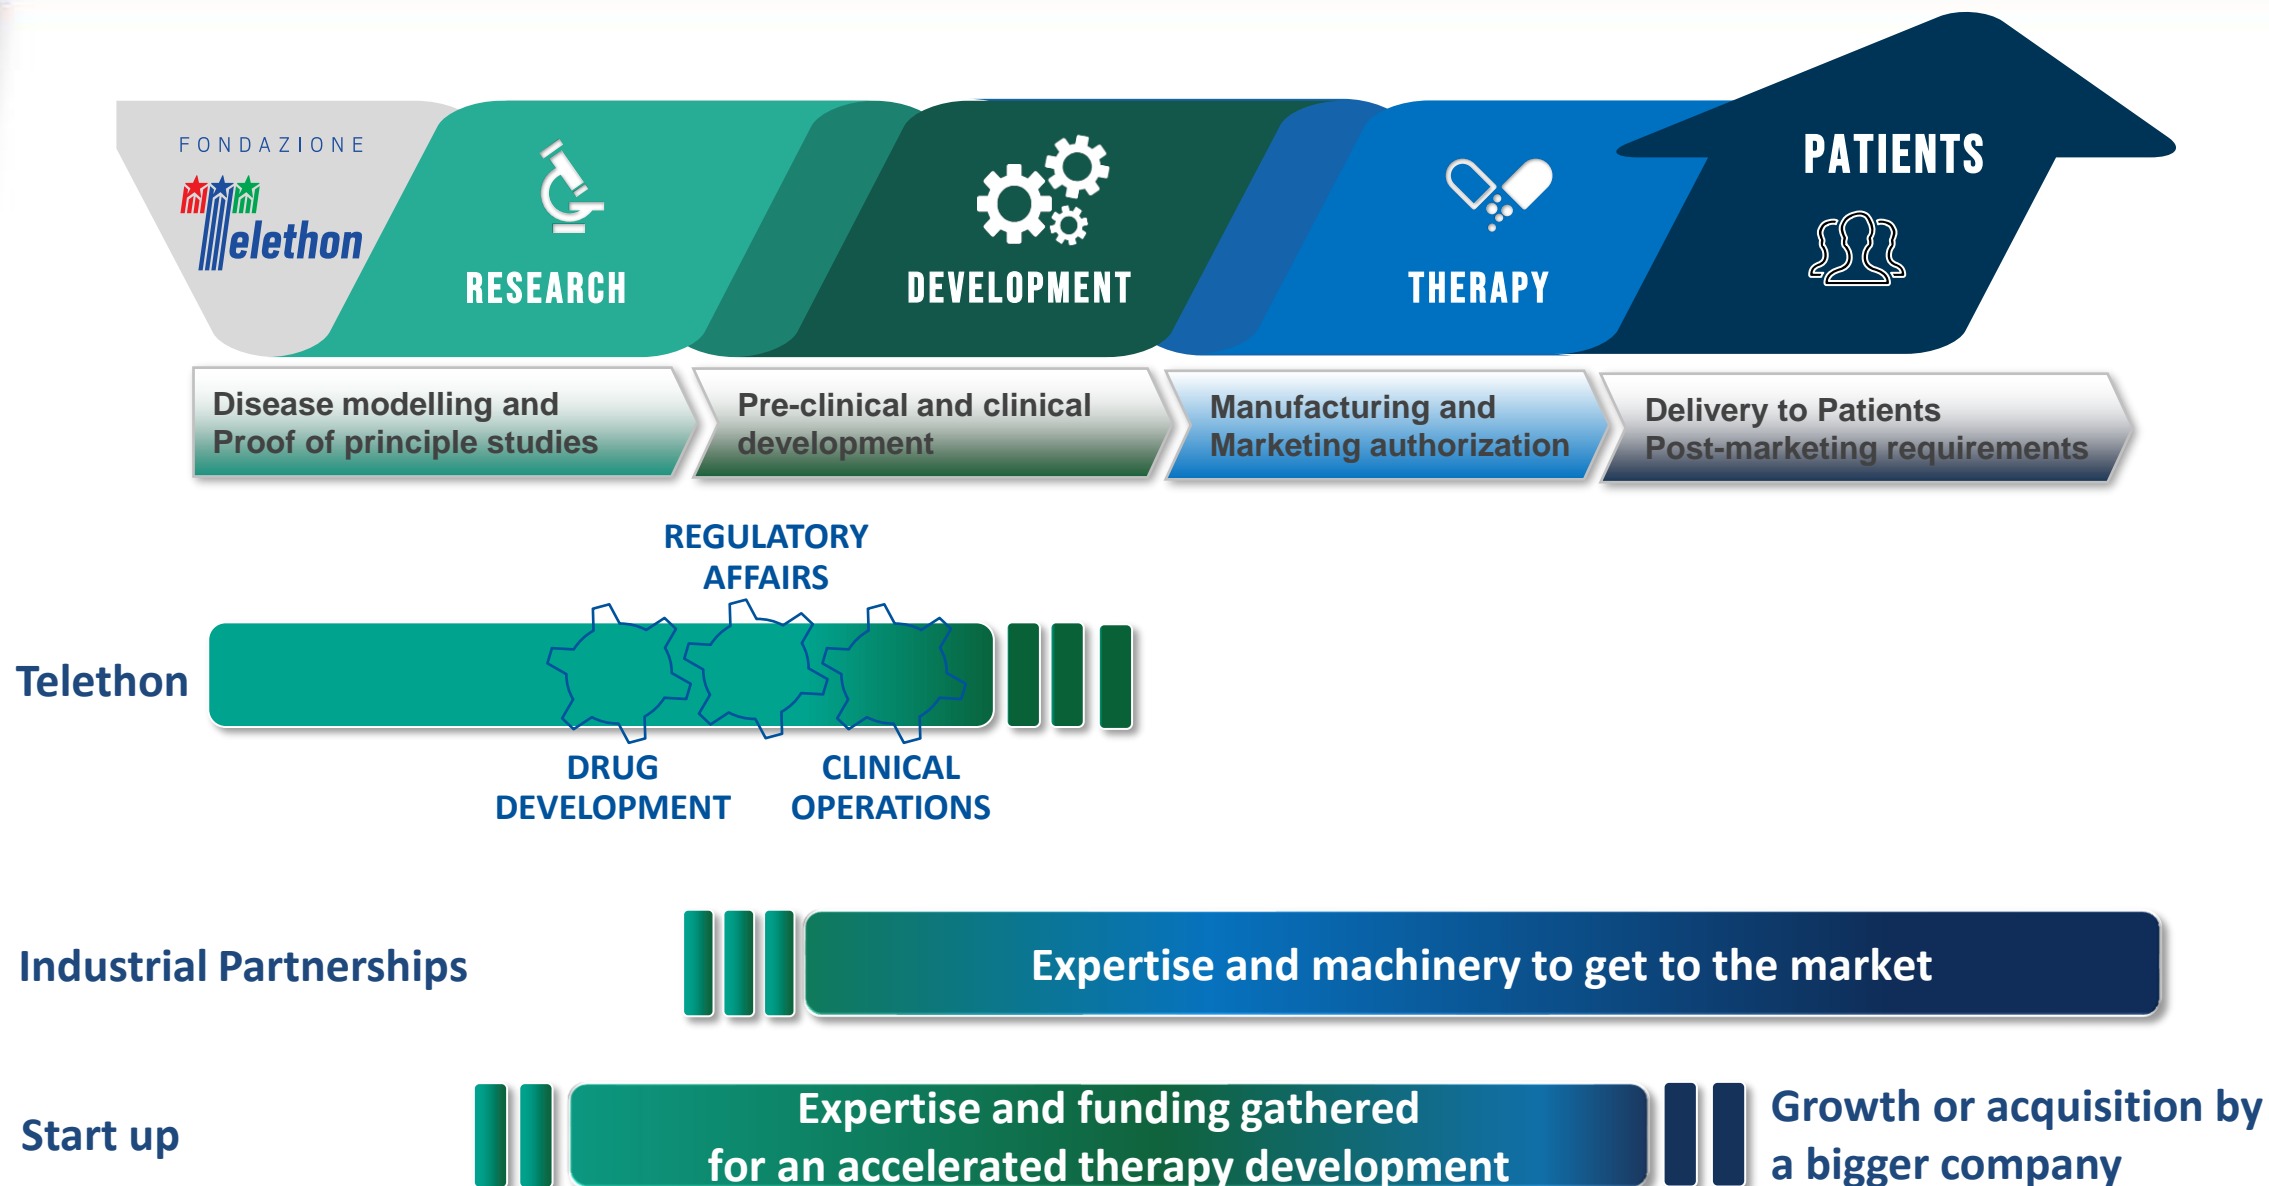 FONDAZIONE
Telethon
RESEARCH
DEVELOPMENT
THERAPY
PATIENTS
Disease modelling and
Proof of principle studies
Pre-clinical and clinical
development
Manufacturing and
Marketing authorization
Delivery to Patients
Post-marketing requirements
REGULATORY
AFFAIRS
Telethon
DRUG
DEVELOPMENT
CLINICAL
OPERATIONS
Industrial Partnerships
Expertise and machinery to get to the market
Start up
Expertise and funding gathered
for an accelerated therapy development
Growth or acquisition by
a bigger company